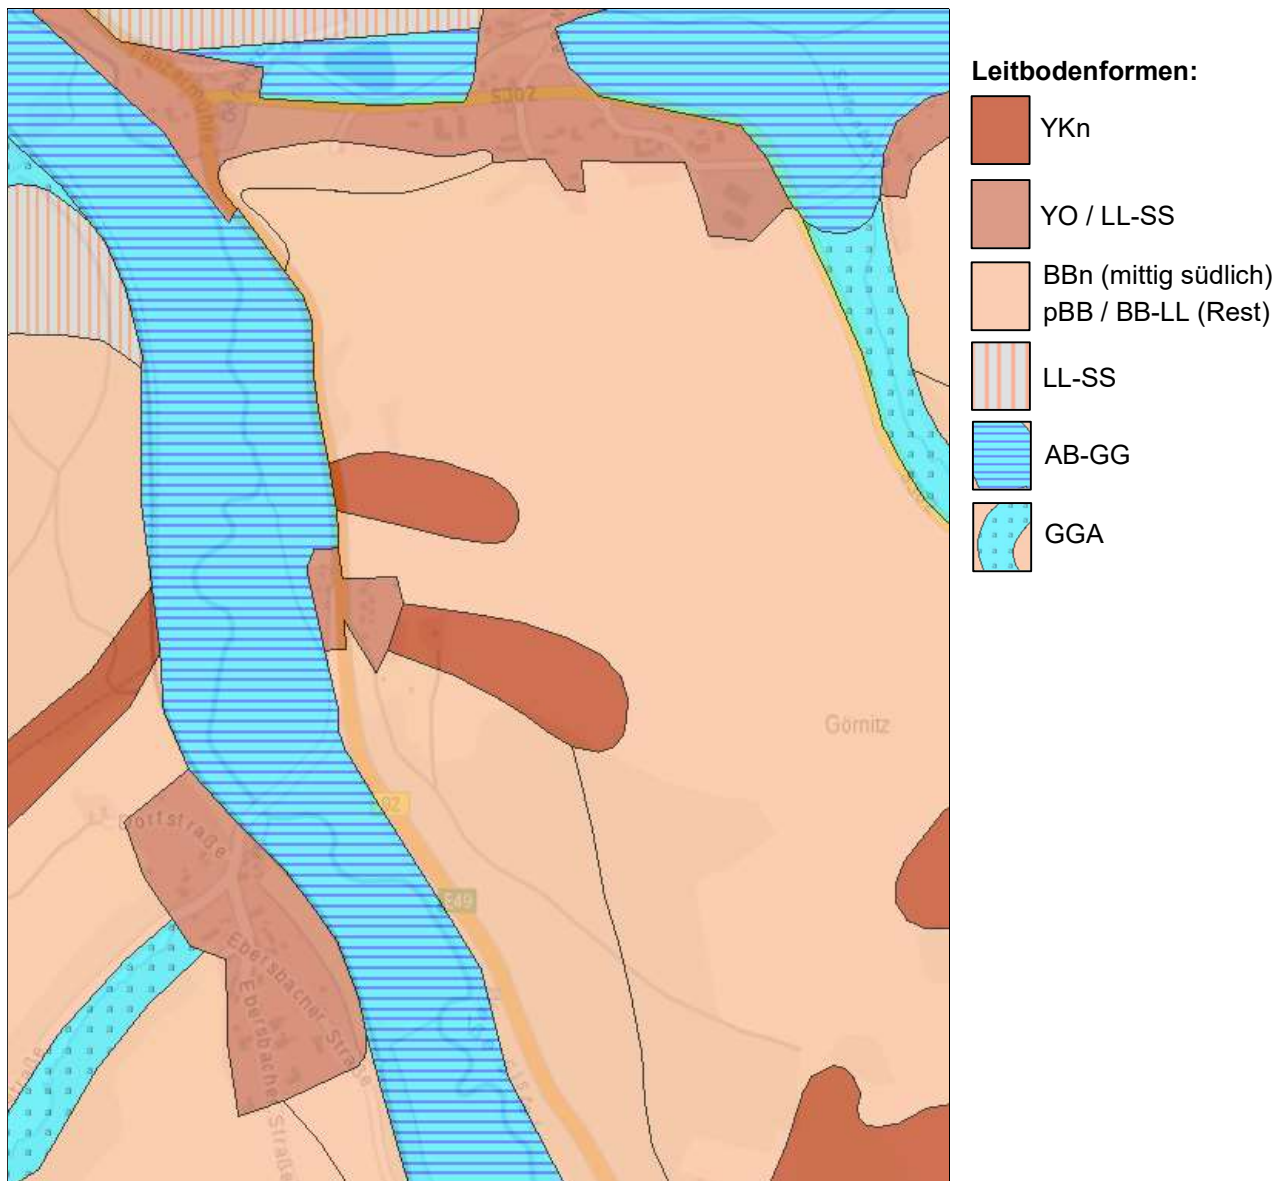 Leitbodenformen:
YKn
YO / LL-SS
BBn (mittig südlich)
pBB / BB-LL (Rest)
LL-SS
AB-GG
GGA
S302
Görnitz
Dorfstraße
E49
Ebersbacher Straße
Ebersbacher Straße